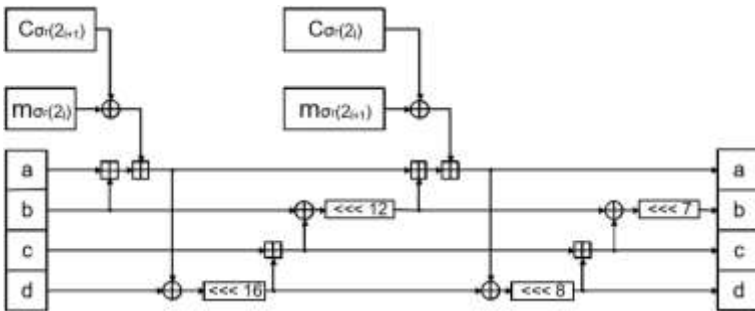 Cσr(2i+1) Cσr(2i)
mσr(2i) mσr(2i+1)
a a
b <<< 12 <<< 7 b
c c
d <<< 16 <<< 8 d